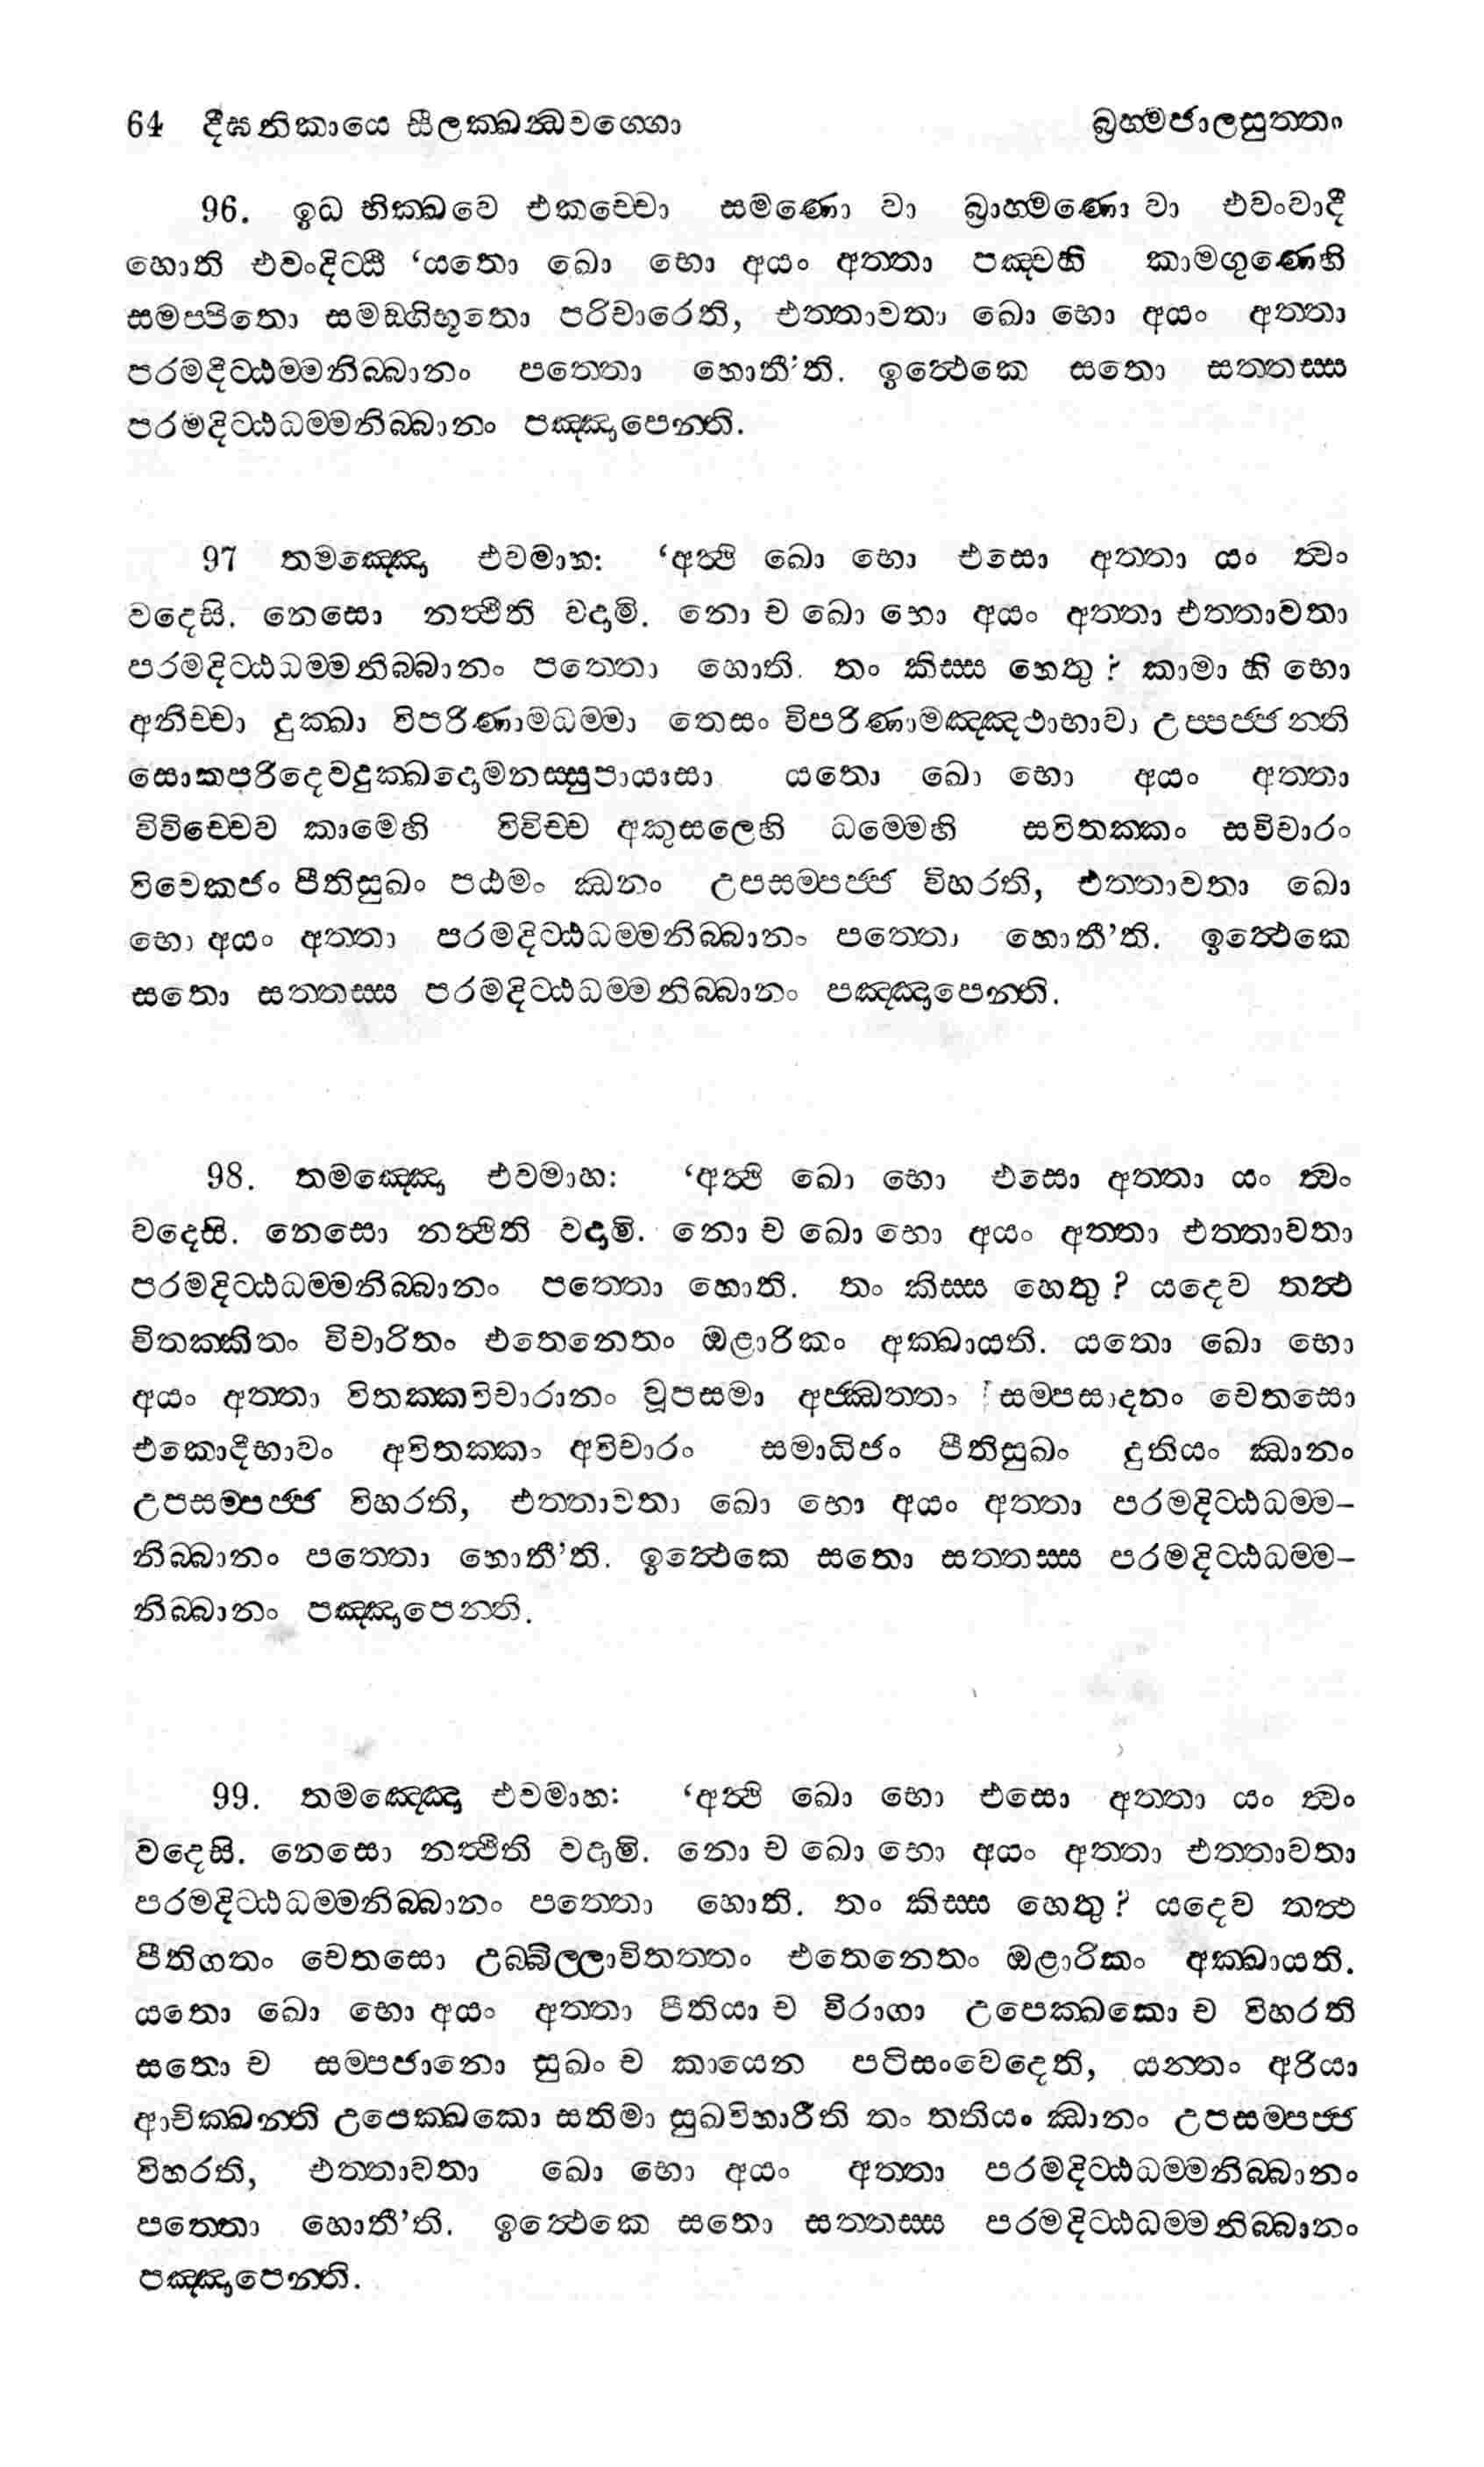 64 දීඝනිකායෙ සීලක්ඛන්ධවග්ගො බ්‍රහ්මජාලසුත්තං
96. ඉධ භික්ඛවෙ එකච්චො සමණො වා බ්‍රාහ්මණො වා එවංවාදී
හොති එවංදිට්ඨී ‘යතො ඛො භො අයං අත්තා පඤ්චහි කාමගුණෙහි
සමප්පිතො සමඞ්ගිභූතො පරිචාරෙති, එත්තාවතා ඛො භො අයං අත්තා
පරමදිට්ඨම්මනිබ්බානං පත්තො හොතී’ති. ඉත්ථෙකෙ සතො සත්තස්ස
පරමදිට්ඨධම්මනිබ්බානං පඤ්ඤාපෙන්ති.
97 තමඤ්ඤො එවමාහ: ‘අත්ථි ඛො භො එසො අත්තා යං ත්වං
වදෙසි. නෙසො නත්ථීති වදාමි. නො ච ඛො භො අයං අත්තා එත්තාවතා
පරමදිට්ඨධම්මනිබ්බානං පත්තො හොති. තං කිස්ස හෙතු? කාමා හි භො
අනිච්චා දුක්ඛා විපරිණාමධම්මා තෙසං විපරිණාමඤ්ඤථාභාවා උප්පජ්ජන්ති
සොකපරිදෙවදුක්ඛදොමනස්සුපායාසා යතො ඛො භො අයං අත්තා
විවිච්චෙව කාමෙහි විවිච්ච අකුසලෙහි ධම්මෙහි සවිතක්කං සවිචාරං
විවෙකජං පීතිසුඛං පඨමං ඣනං උපසම්පජ්ජ විහරති, එත්තාවතා ඛො
භො අයං අත්තා පරමදිට්ඨධම්මනිබ්බානං පත්තො හොතී’ති. ඉත්ථෙකෙ
සතො සත්තස්ස පරමදිට්ඨධම්මනිබ්බානං පඤ්ඤාපෙන්ති.
98. තමඤ්ඤො එවමාහ: ‘අත්ථි ඛො භො එසො අත්තා යං ත්වං
වදෙසි. නෙසො නත්ථිති වදාමි. නො ච ඛො භො අයං අත්තා එත්තාවතා
පරමදිට්ඨධම්මනිබ්බානං පත්තො හොති. තං කිස්ස හෙතු? යදෙව තත්ථ
විතක්කිතං විචාරිතං එතෙනෙතං ඔළාරිකං අක්ඛායති. යතො ඛො භො
අයං අත්තා විතක්කවිචාරානං වූපසමා අජ්ඣත්තං සම්පසාදනං චෙතසො
එකොදිභාවං අවිතක්කං අවිචාරං සමාධිජං පීතිසුඛං දුතියං ඣානං
උපසම්පජ්ජ විහරති, එත්තාවතා ඛො භො අයං අත්තා පරමදිට්ඨධම්ම-
නිබ්බානං පත්තො හොතී’ති. ඉත්ථෙකෙ සතො සත්තස්ස පරමදිට්ඨධම්ම-
නිබ්බානං පඤ්ඤාපෙන්ති.
99. තමඤ්ඤො එවමාහ: ‘අත්ථි ඛො භො එසො අත්තා යං ත්වං
වදෙසි. නෙසො නත්ථීති වදාමි. නො ච ඛො භො අයං අත්තා එත්තාවතා
පරමදිට්ඨධම්මනිබ්බානං පත්තො හොති. තං කිස්ස හෙතු? යදෙව තත්ථ
පීතිගතං චෙතසො උබ්බිල්ලාවිතත්තං එතෙනෙතං ඔළාරිකං අක්ඛායති.
යතො ඛො භො අයං අත්තා පීතියා ච විරාගා උපෙක්ඛකො ච විහරති
සතො ච සම්පජානො සුඛං ච කායෙන පටිසංවෙදෙති, යන්තං අරියා
ආචික්ඛන්ති උපෙක්ඛකො සතිමා සුඛවිහාරීති තං තතියං ඣානං උපසම්පජ්ජ
විහරති, එත්තාවතා ඛො භො අයං අත්තා පරමදිට්ඨධම්මනිබ්බානං
පත්තො හොතී’ති. ඉත්ථෙකෙ සතො සත්තස්ස පරමදිට්ඨධම්මනිබ්බානං
පඤ්ඤාපෙන්ති.